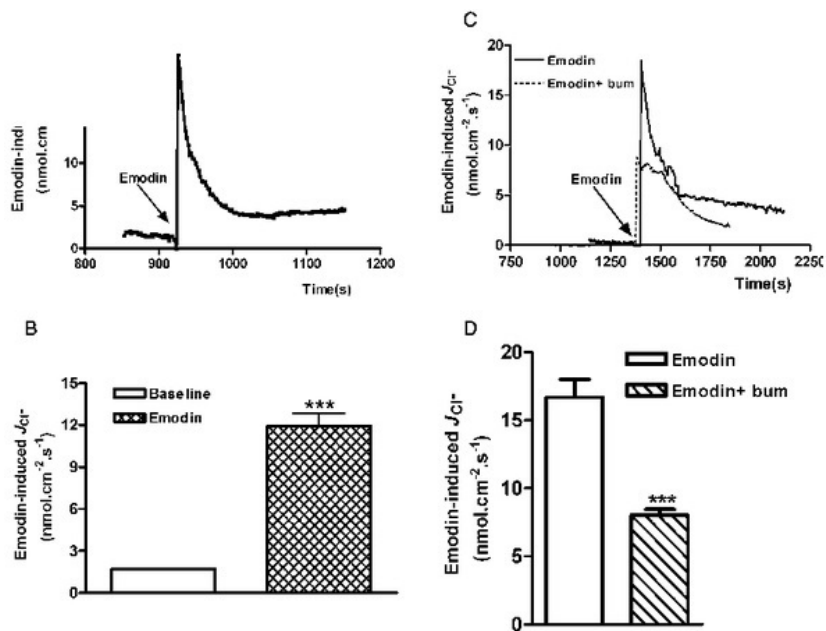 Emodin-ind
(nmol.cm
10
5
0
Emodin
800
900
1000
1100
1200
Time(s)
C
Emodin-induced JCl-
(nmol.cm-2.s-1)
20
15
10
5
0
Emodin
Emodin+ bum
Emodin
750
1000
1250
1500
1750
2000
2250
Time(s)
B
Emodin-induced JCl-
(nmol.cm-2.s-1)
15
12
9
6
3
0
Baseline
Emodin
***
D
Emodin-induced JCl-
(nmol.cm-2.s-1)
20
15
10
5
0
Emodin
Emodin+ bum
***